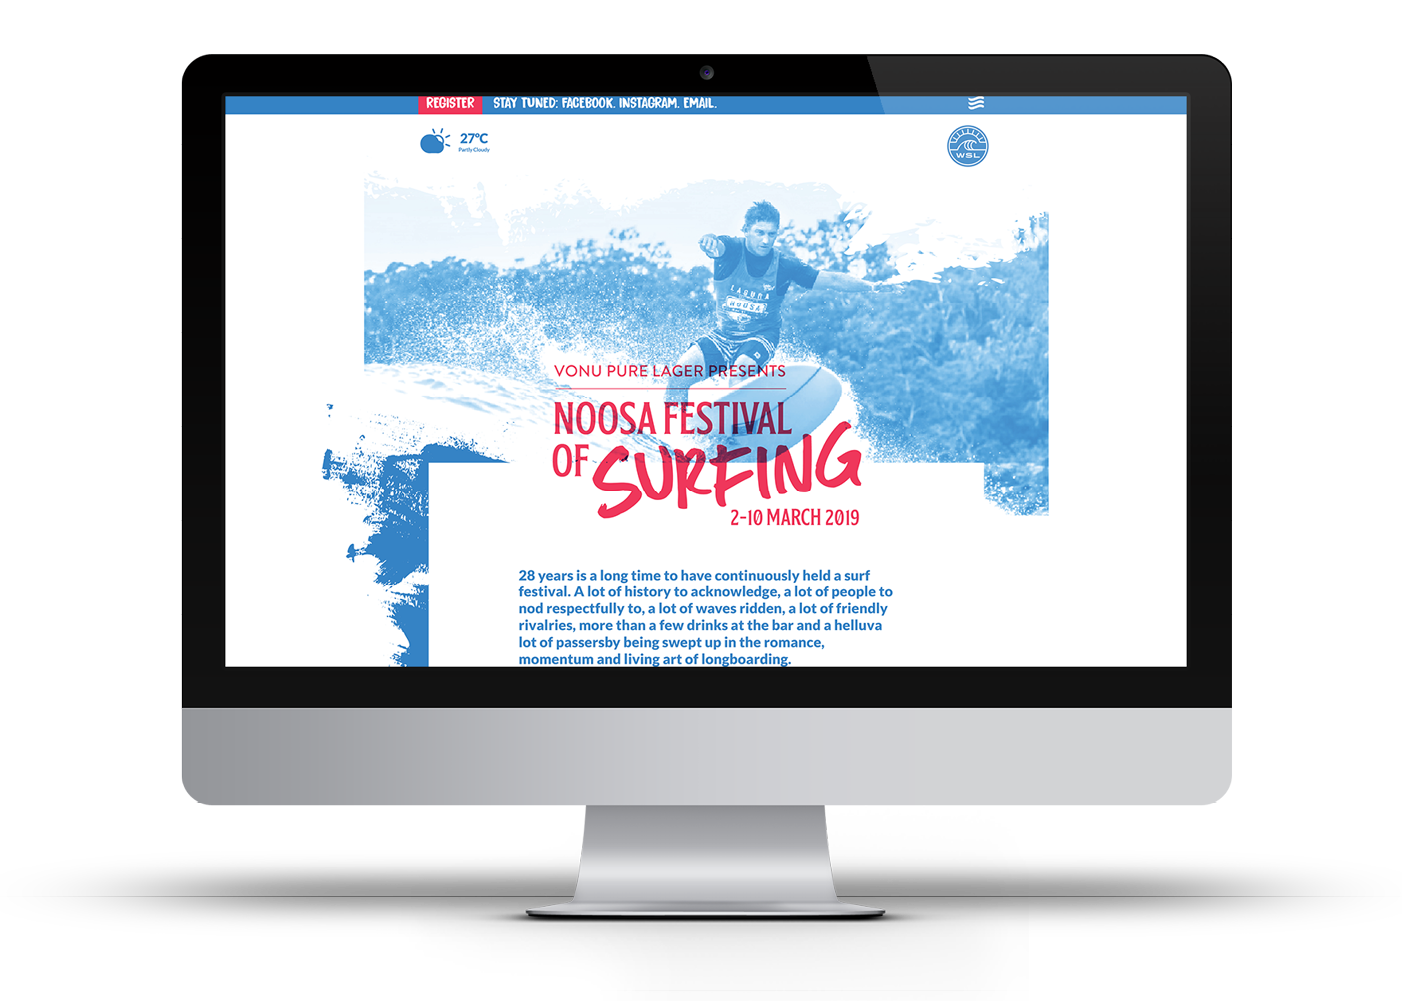 REGISTER STAY TUNED: FACEBOOK. INSTAGRAM. EMAIL.
27°C
Partly Cloudy
WSL
LAGUNA
NOOSA
VONU PURE LAGER PRESENTS
NOOSA FESTIVAL
OF SURFING
2-10 MARCH 2019
28 years is a long time to have continuously held a surf
festival. A lot of history to acknowledge, a lot of people to
nod respectfully to, a lot of waves ridden, a lot of friendly
rivalries, more than a few drinks at the bar and a helluva
lot of passersby being swept up in the romance,
momentum and living art of longboarding.